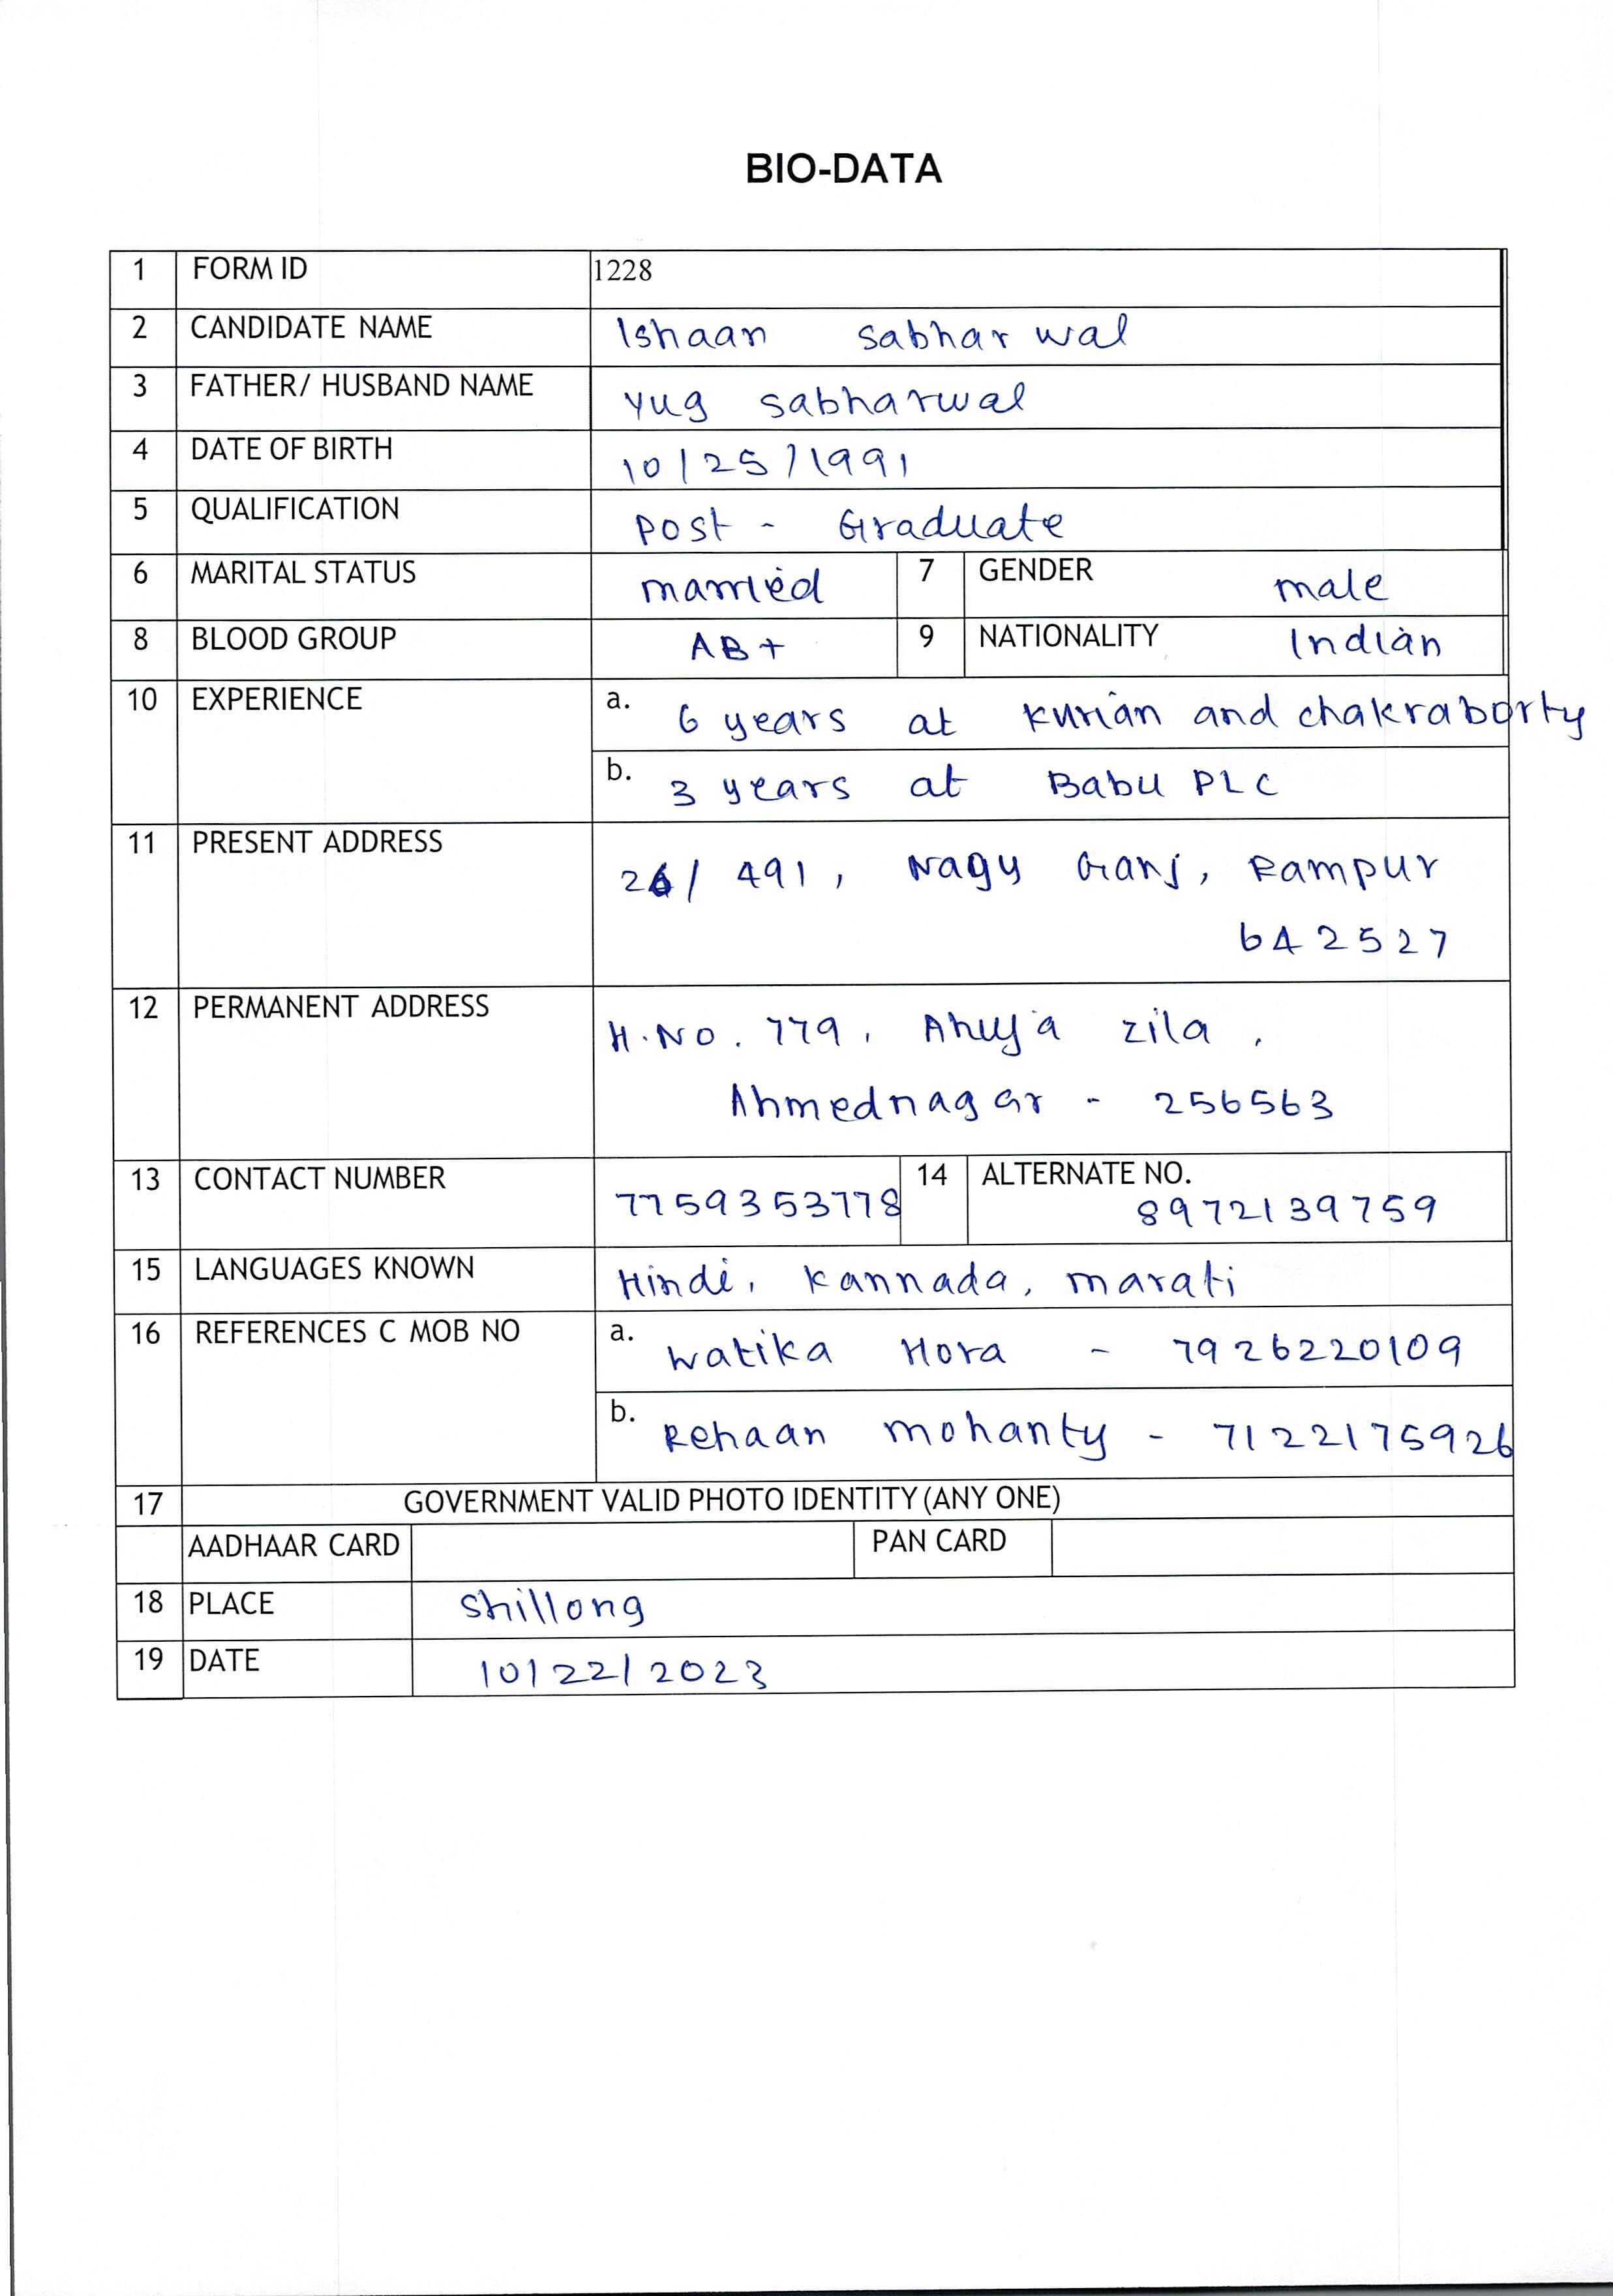 BIO-DATA
1 FORM ID 1228
2 CANDIDATE NAME Ishaan Sabharwal
3 FATHER/ HUSBAND NAME Yug Sabharwal
4 DATE OF BIRTH 10/25/1991
5 QUALIFICATION Post - Graduate
6 MARITAL STATUS Married 7 GENDER Male
8 BLOOD GROUP AB+ 9 NATIONALITY Indian
10 EXPERIENCE a. 6 years at Kurian and Chakraborty
b. 3 years at Babu PLC
11 PRESENT ADDRESS 26/ 491, Nagy Ganj, Rampur
642527
12 PERMANENT ADDRESS H.No. 779, Ahuja Zila,
Ahmednagar - 256563
13 CONTACT NUMBER 7759353778 14 ALTERNATE NO. 8972139759
15 LANGUAGES KNOWN Hindi, Kannada, Marati
16 REFERENCES C MOB NO a. Watika Hora - 7926220109
b. Rehaan Mohanty - 7122175926
17 GOVERNMENT VALID PHOTO IDENTITY (ANY ONE)
AADHAAR CARD PAN CARD
18 PLACE Shillong
19 DATE 10/22/2023